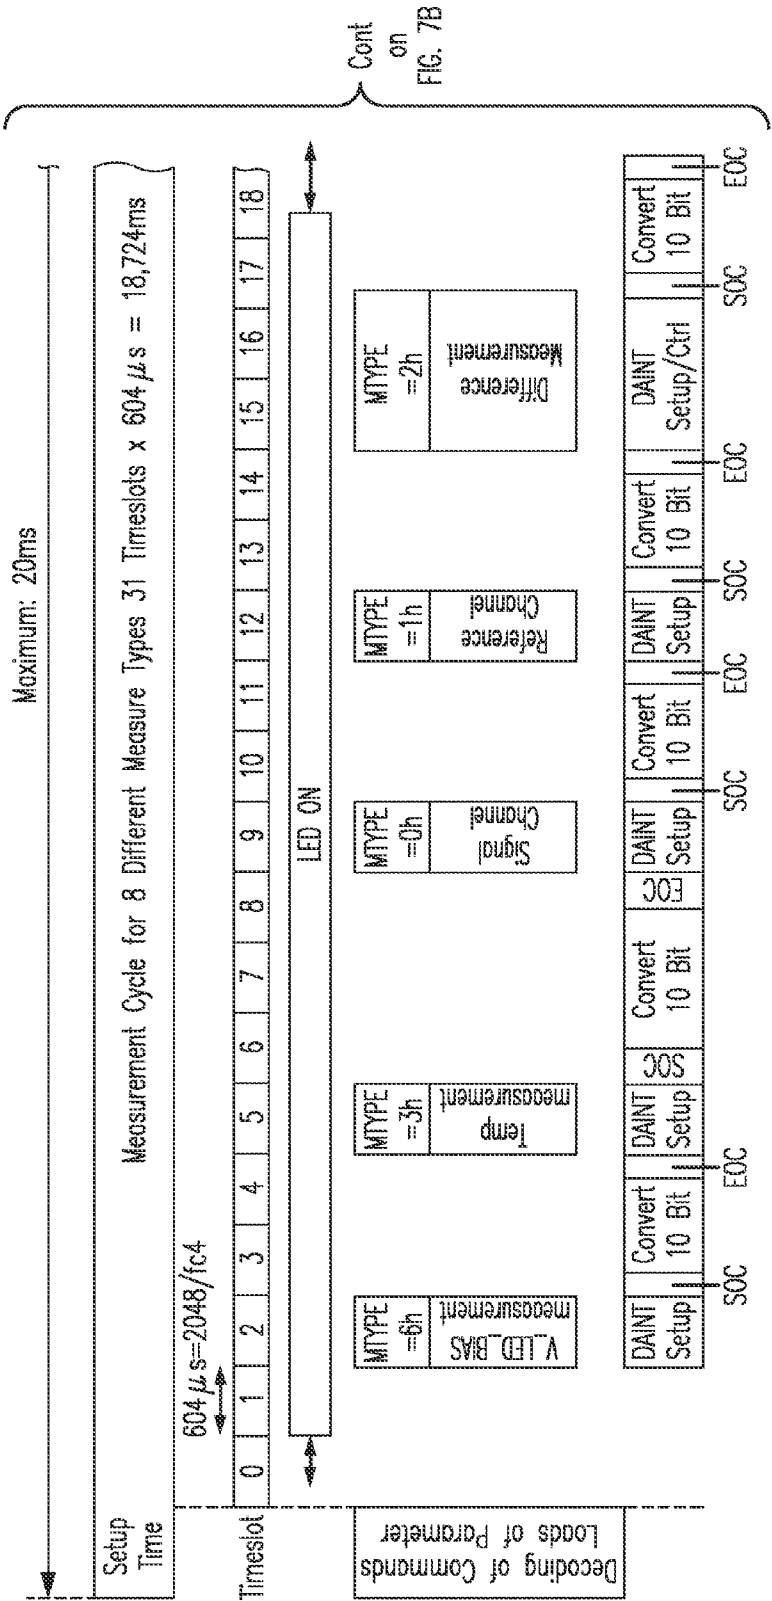 Maximum: 20ms
Setup
Time
Measurement Cycle for 8 Different Measure Types 31 Timeslots x 604μs = 18,724ms
604μs=2048/fc4
Timeslot
0 1 2 3 4 5 6 7 8 9 10 11 12 13 14 15 16 17 18
LED ON
Decoding of Commands
Loads of Parameter
MTYPE
=6h
V_LED_BIAS
measurement
MTYPE
=3h
Temp
measurement
MTYPE
=0h
Signal
Channel
MTYPE
=1h
Reference
Channel
MTYPE
=2h
Difference
Measurement
DAINT
Setup
SOC
Convert
10 Bit
EOC
DAINT
Setup
SOC
Convert
10 Bit
EOC
DAINT
Setup
SOC
Convert
10 Bit
EOC
DAINT
Setup
SOC
Convert
10 Bit
EOC
DAINT
Setup/Ctrl
SOC
Convert
10 Bit
EOC
Cont
on
FIG. 7B